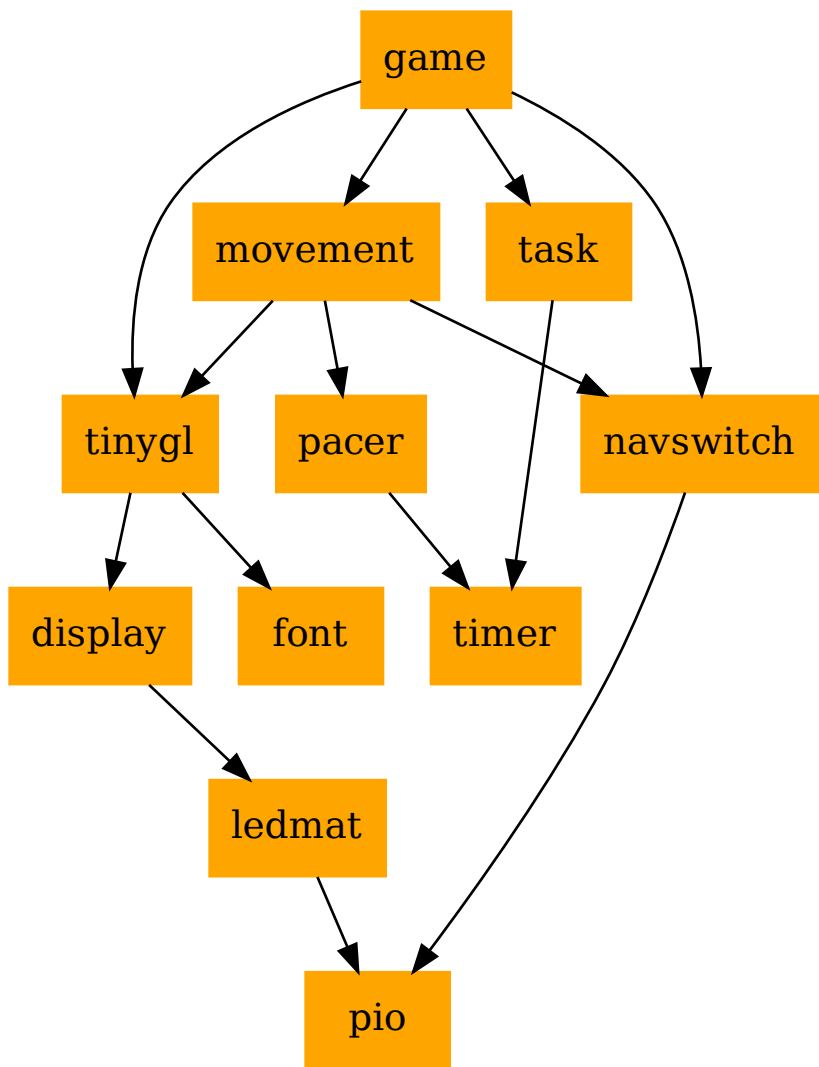 game
movement
task
tinygl
pacer
navswitch
display
font
timer
ledmat
pio